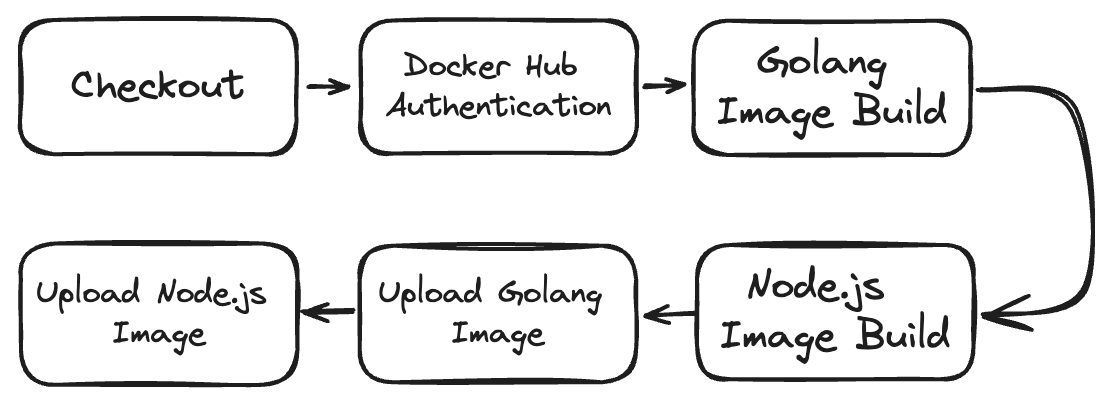 Checkout
Docker Hub
Authentication
Golang
Image Build
Node.js
Image Build
Upload Golang
Image
Upload Node.js
Image